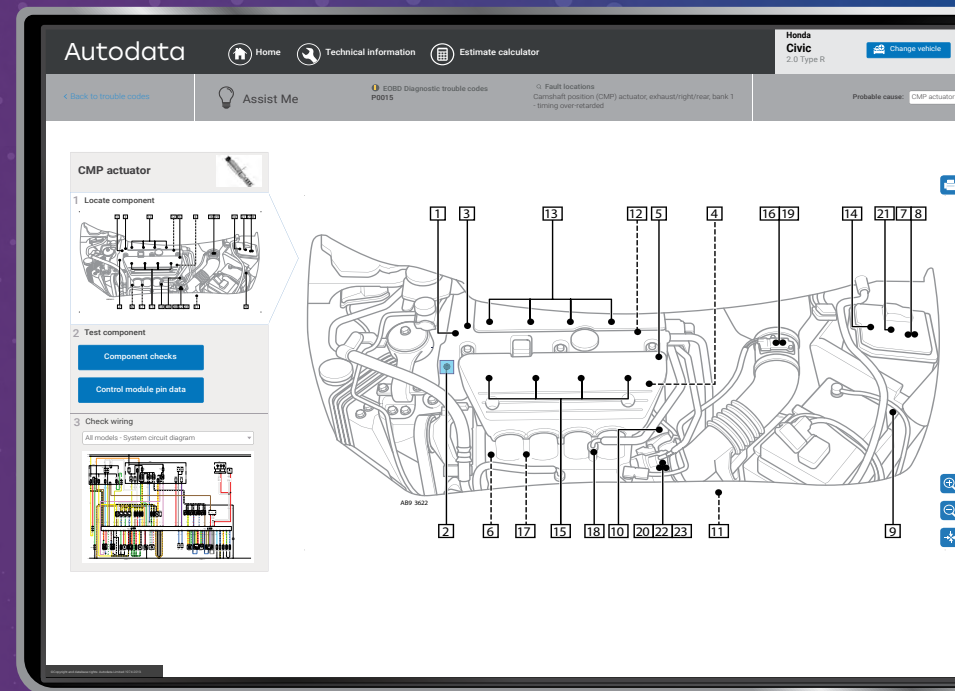 Autodata
Home
Technical information
Estimate calculator
Honda
Civic
2.0 Type R
Change vehicle
< Back to trouble codes
Assist Me
EOBD Diagnostic trouble codes
P0015
Fault locations
Camshaft position (CMP) actuator, exhaust/right/rear, bank 1
- timing over-retarded
Probable cause:
CMP actuator
CMP actuator
1 Locate component
2 Test component
Component checks
Control module pin data
3 Check wiring
All models - System circuit diagram
1 3 13 12 5 4 16 19 14 21 7 8
AB9 3622
2 6 17 15 18 10 20 22 23 11 9